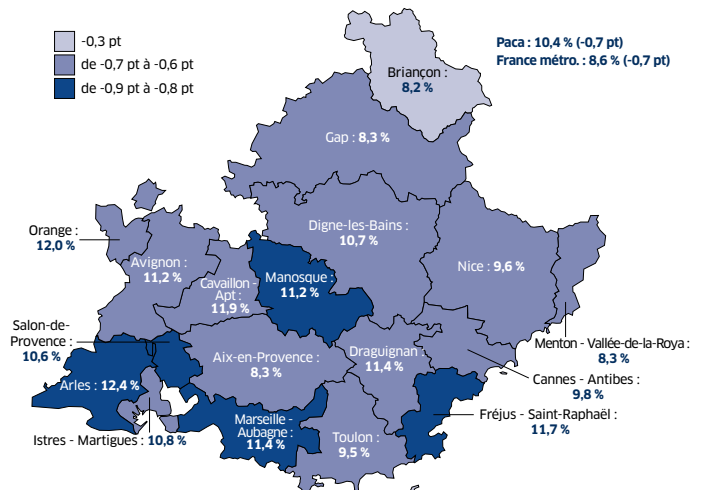 -0,3 pt
de -0,7 pt à -0,6 pt
de -0,9 pt à -0,8 pt
Paca : 10,4 % (-0,7 pt)
France métro. : 8,6 % (-0,7 pt)
Briançon :
8,2 %
Gap : 8,3 %
Digne-les-Bains :
10,7 %
Orange :
12,0 %
Avignon :
11,2 %
Cavaillon -
Apt :
11,9 %
Manosque :
11,2 %
Nice : 9,6 %
Menton - Vallée-de-la-Roya :
8,3 %
Salon-de-
Provence :
10,6 %
Aix-en-Provence :
8,3 %
Draguignan :
11,4 %
Cannes - Antibes :
9,8 %
Arles : 12,4 %
Fréjus - Saint-Raphaël :
11,7 %
Istres - Martigues : 10,8 %
Marseille -
Aubagne :
11,4 %
Toulon :
9,5 %